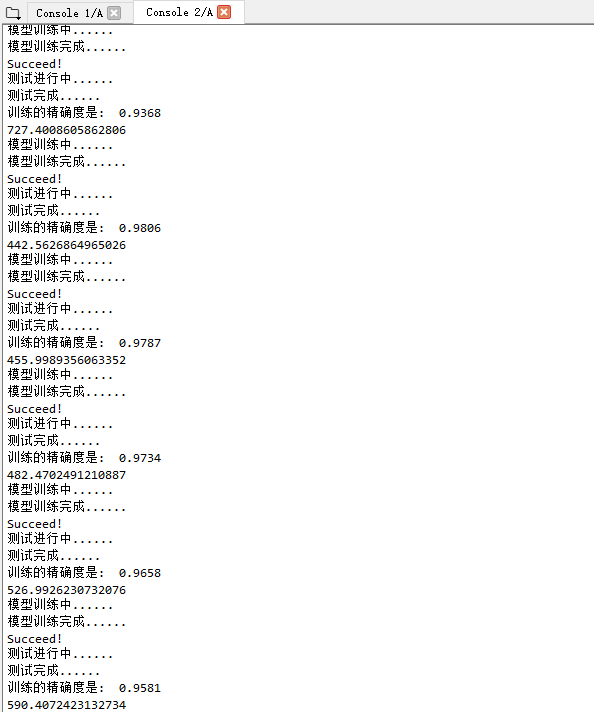 Console 1/A
Console 2/A
模型训练中......
模型训练完成......
Succeed!
测试进行中......
测试完成......
训练的精确度是: 0.9368
727.4008605862806
模型训练中......
模型训练完成......
Succeed!
测试进行中......
测试完成......
训练的精确度是: 0.9806
442.5626864965026
模型训练中......
模型训练完成......
Succeed!
测试进行中......
测试完成......
训练的精确度是: 0.9787
455.9989356063352
模型训练中......
模型训练完成......
Succeed!
测试进行中......
测试完成......
训练的精确度是: 0.9734
482.4702491210887
模型训练中......
模型训练完成......
Succeed!
测试进行中......
测试完成......
训练的精确度是: 0.9658
526.9926230732076
模型训练中......
模型训练完成......
Succeed!
测试进行中......
测试完成......
训练的精确度是: 0.9581
590.4072423132734